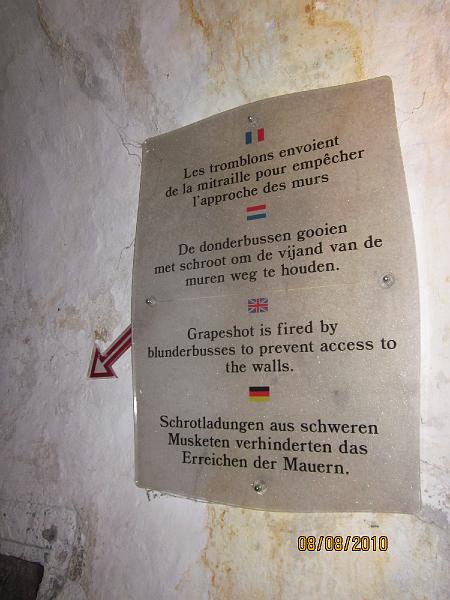 Les tromblons envoient
de la mitraille pour empêcher
l'approche des murs
De donderbussen gooien
met schroot om de vijand van de
muren weg te houden.
Grapeshot is fired by
blunderbusses to prevent access to
the walls.
Schrotladungen aus schweren
Musketen verhinderten das
Erreichen der Mauern.
08/08/2010